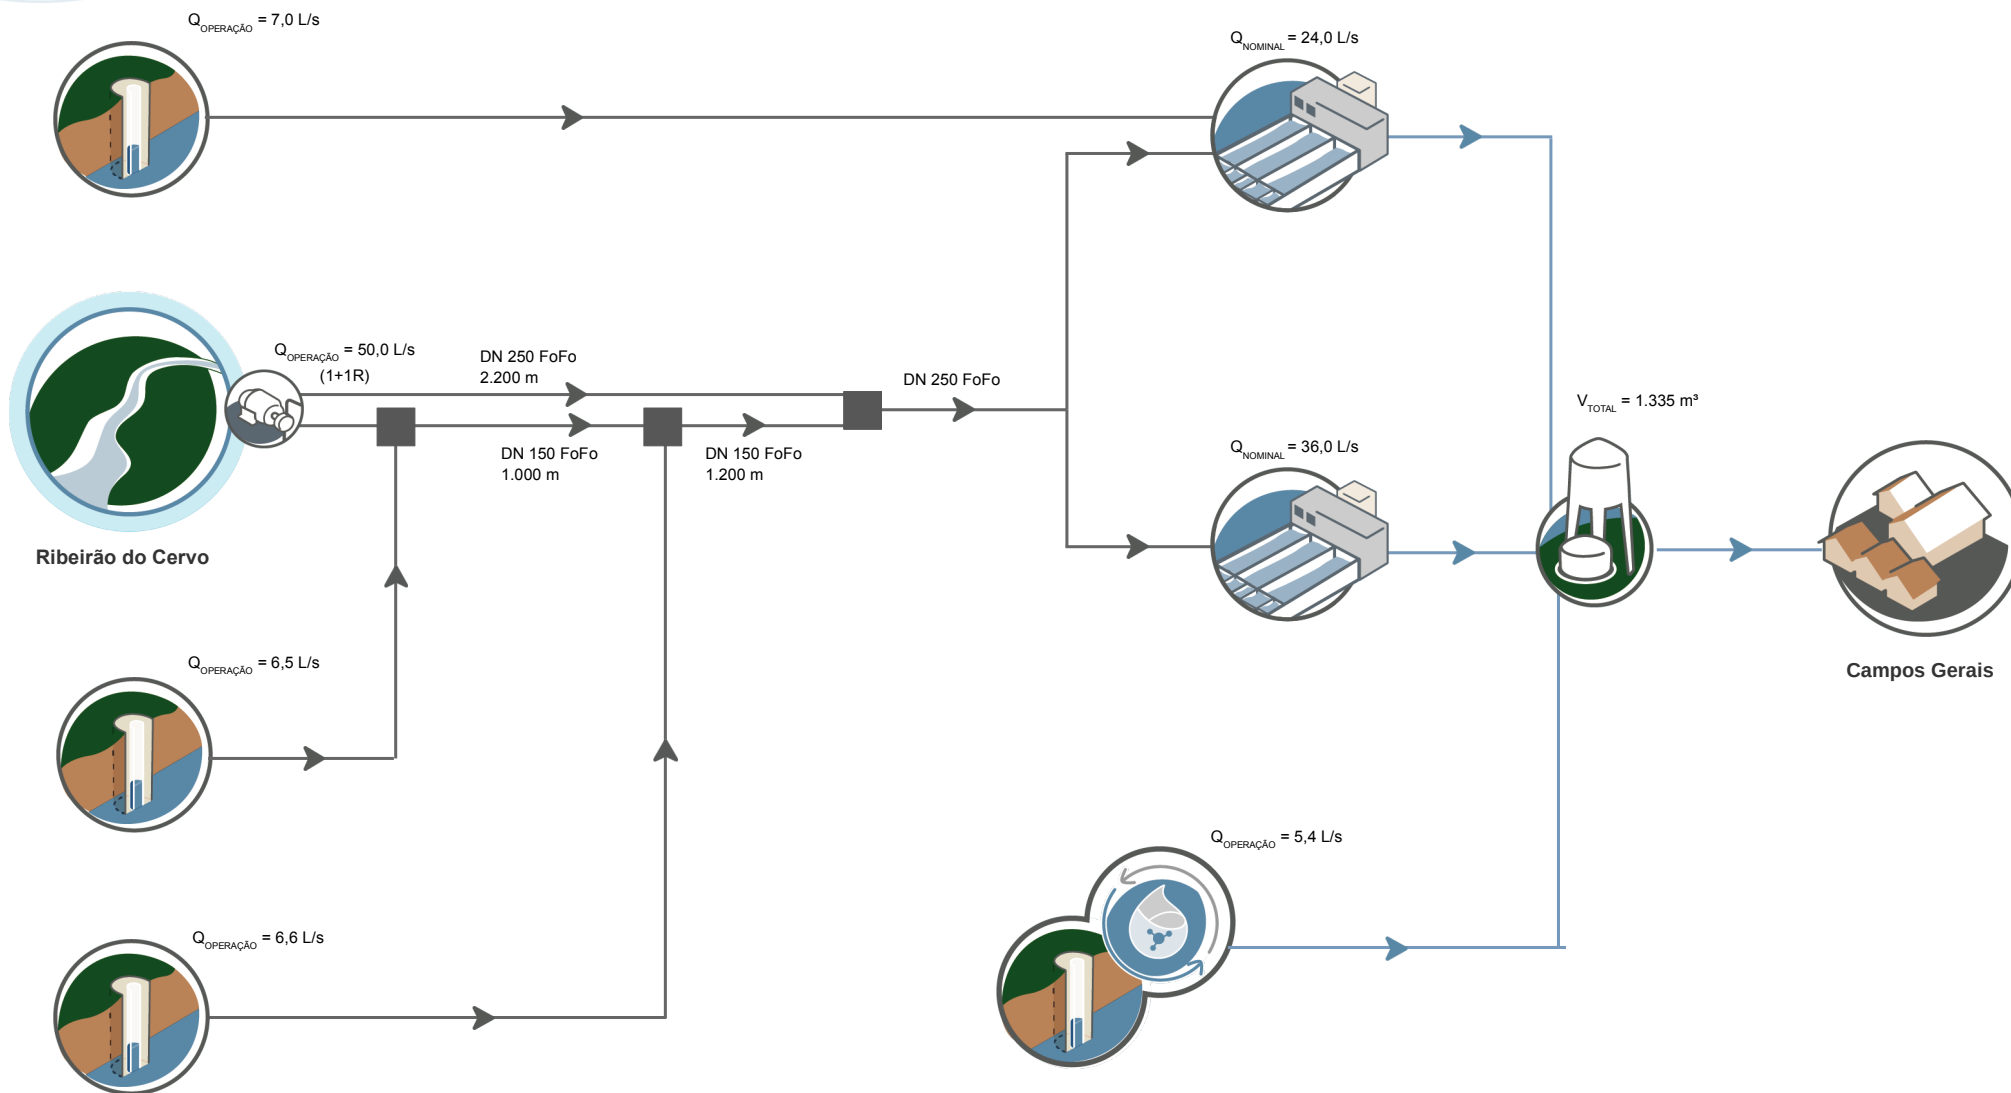 QOPERAÇÃO = 7,0 L/s
QNOMINAL = 24,0 L/s
QOPERAÇÃO = 50,0 L/s
(1+1R)
DN 250 FoFo
2.200 m
DN 250 FoFo
DN 150 FoFo
1.000 m
DN 150 FoFo
1.200 m
QNOMINAL = 36,0 L/s
VTOTAL = 1.335 m³
Ribeirão do Cervo
Campos Gerais
QOPERAÇÃO = 6,5 L/s
QOPERAÇÃO = 5,4 L/s
QOPERAÇÃO = 6,6 L/s